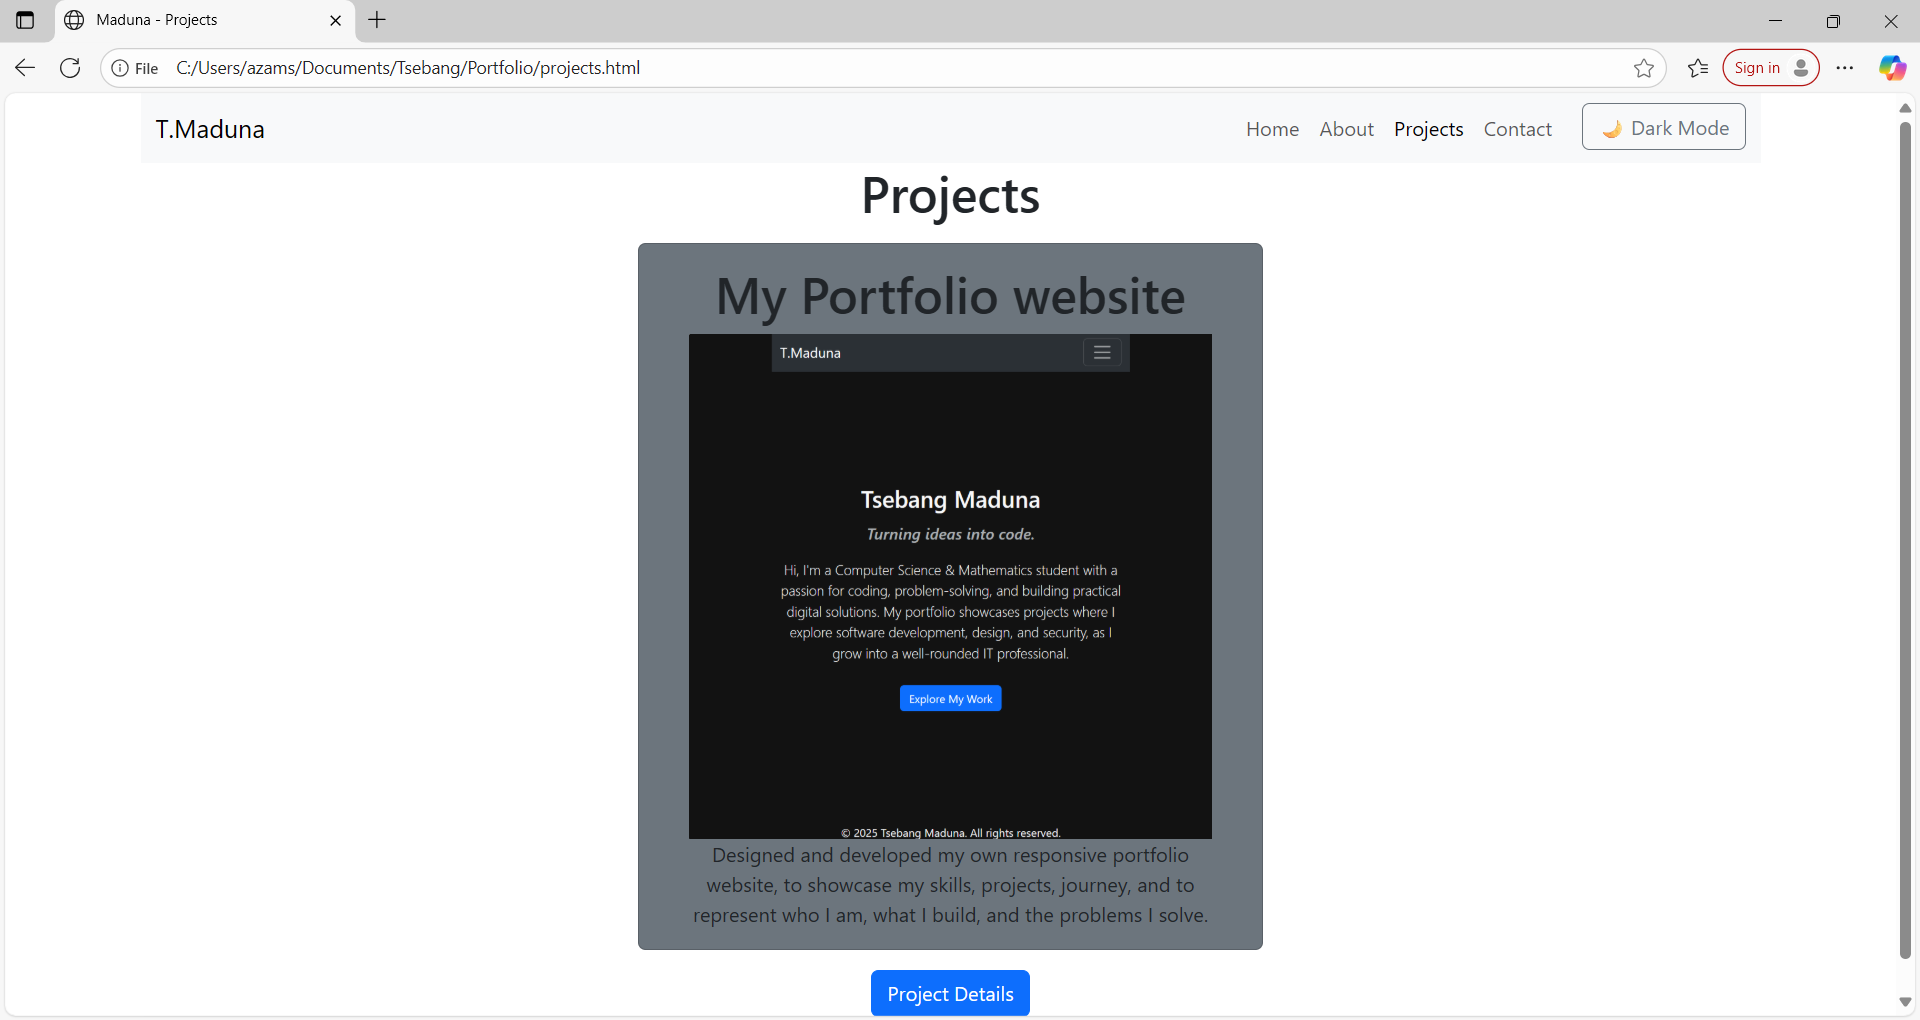 Maduna - Projects
File C:/Users/azams/Documents/Tsebang/Portfolio/projects.html
Sign in
T.Maduna
Home About Projects Contact 🌙 Dark Mode
Projects
My Portfolio website
T.Maduna
Tsebang Maduna
Turning ideas into code.
Hi, I'm a Computer Science & Mathematics student with a
passion for coding, problem-solving, and building practical
digital solutions. My portfolio showcases projects where I
explore software development, design, and security, as I
grow into a well-rounded IT professional.
Explore My Work
© 2025 Tsebang Maduna. All rights reserved.
Designed and developed my own responsive portfolio
website, to showcase my skills, projects, journey, and to
represent who I am, what I build, and the problems I solve.
Project Details